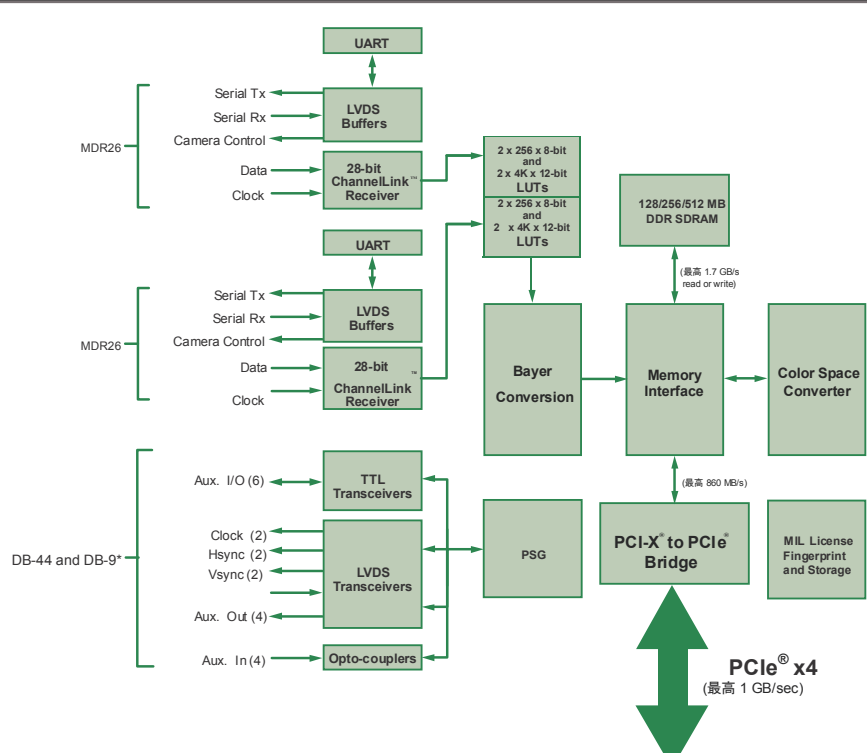 UART
MDR26
Serial Tx
Serial Rx
Camera Control
LVDS
Buffers
Data
Clock
28-bit
ChannelLink™
Receiver
2 x 256 x 8-bit
and
2 x 4K x 12-bit
LUTs
2 x 256 x 8-bit
and
2 x 4K x 12-bit
LUTs
128/256/512 MB
DDR SDRAM
(最高 1.7 GB/s
read or write)
UART
MDR26
Serial Tx
Serial Rx
Camera Control
LVDS
Buffers
Data
Clock
28-bit ™
ChannelLink
Receiver
Bayer
Conversion
Memory
Interface
Color Space
Converter
(最高 860 MB/s)
DB-44 and DB-9*
Aux. I/O (6)
TTL
Transceivers
Clock (2)
Hsync (2)
Vsync (2)
Aux. Out (4)
LVDS
Transceivers
Aux. In (4)
Opto-couplers
PSG
PCI-X® to PCIe®
Bridge
MIL License
Fingerprint
and Storage
PCIe® x4
(最高 1 GB/sec)